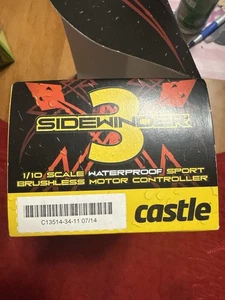 SIDEWINDER
3
1/10 SCALE WATERPROOF SPORT
BRUSHLESS MOTOR CONTROLLER
C13514-34-11 07/14
castle